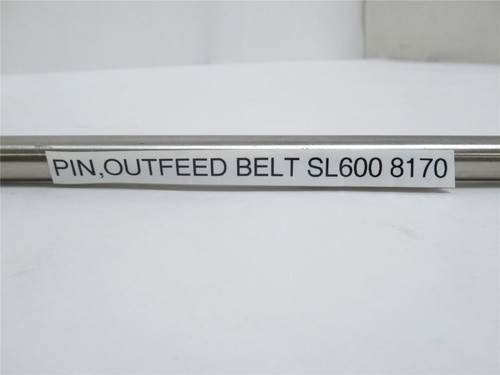 PIN,OUTFEED BELT SL600 8170